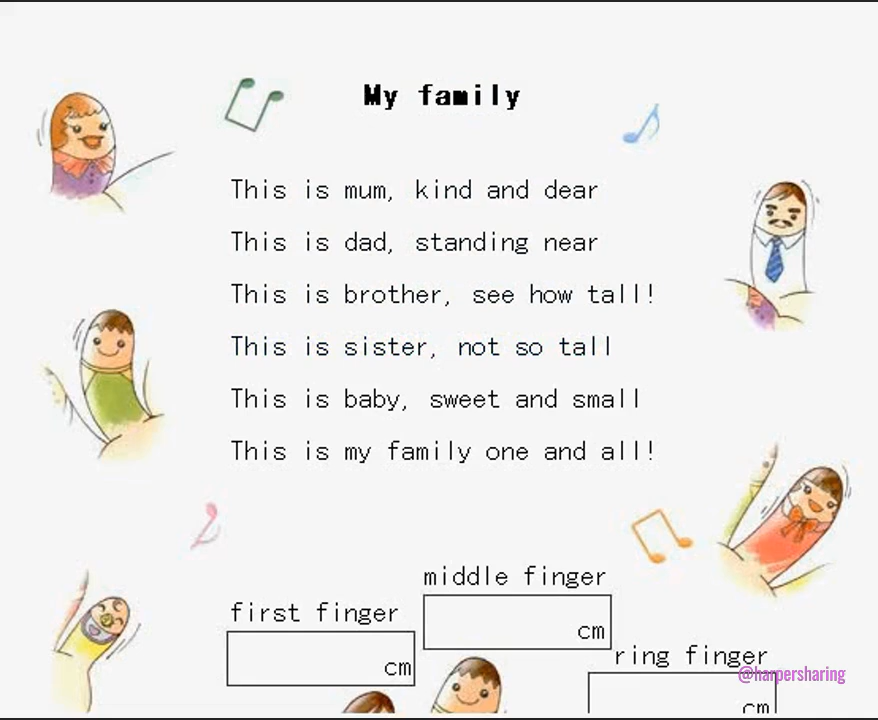 My family
This is mum, kind and dear
This is dad, standing near
This is brother, see how tall!
This is sister, not so tall
This is baby, sweet and small
This is my family one and all!
middle finger
cm
first finger
cm
ring finger
@harpersharing
cm